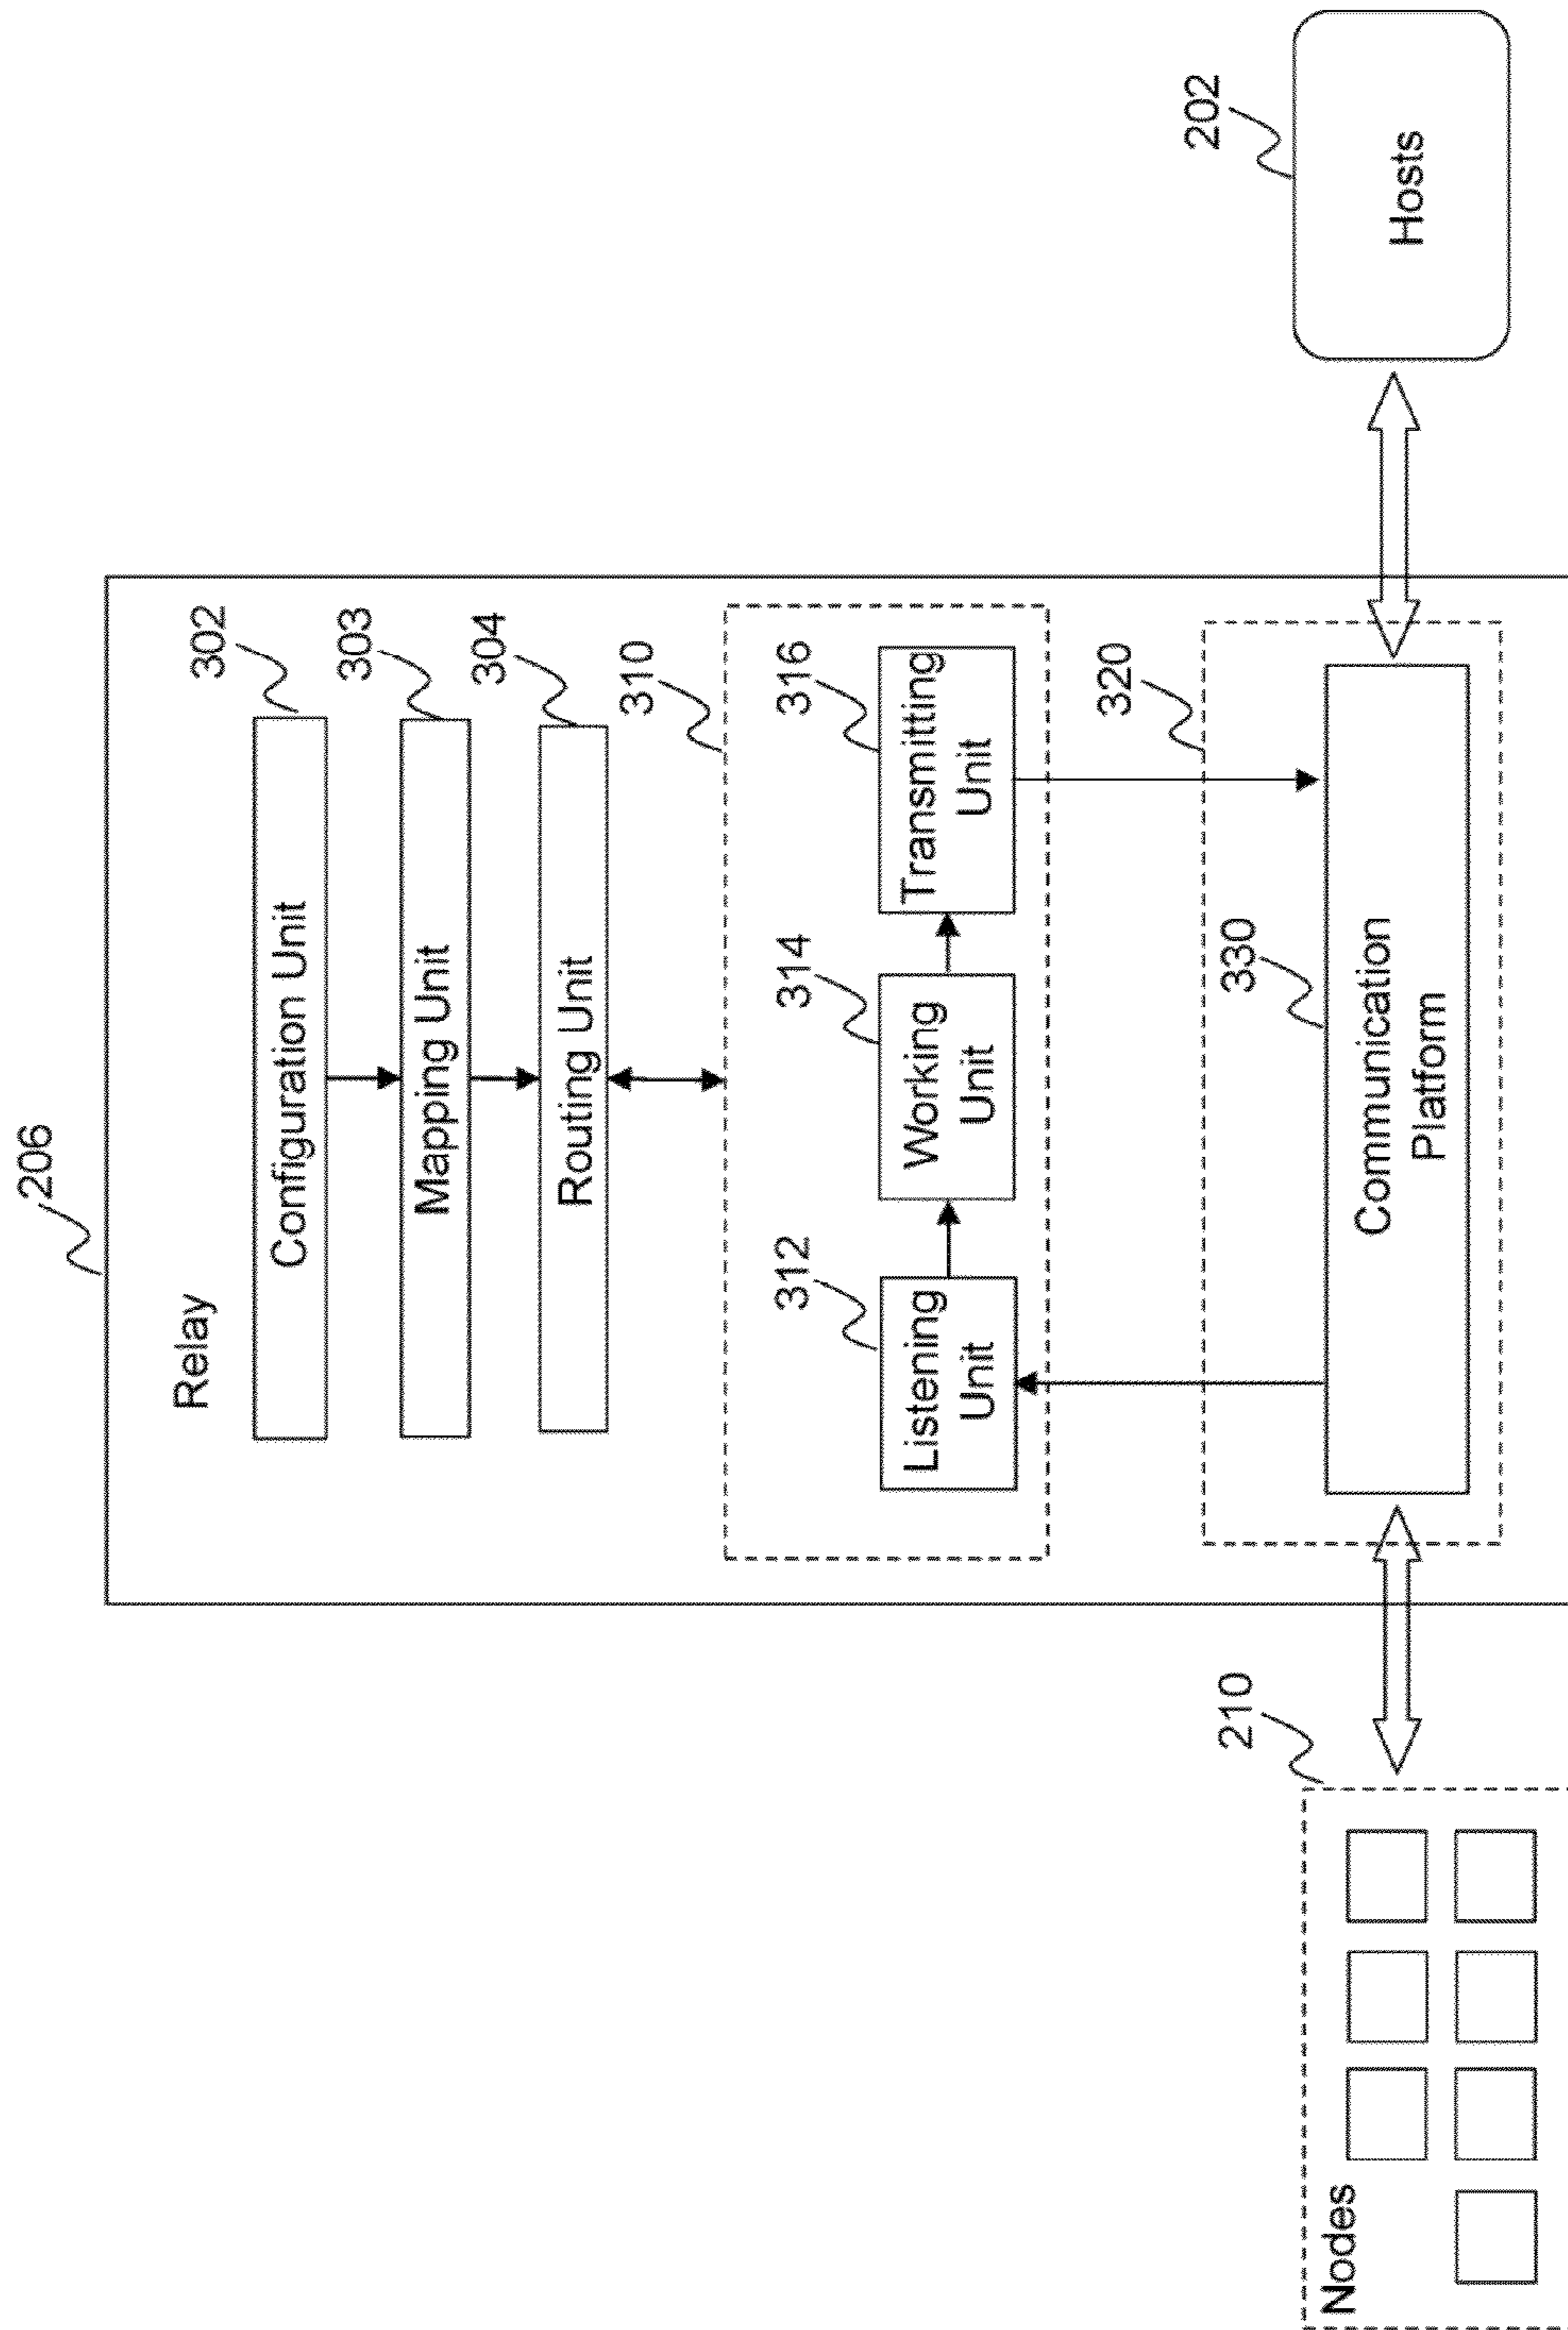 206
Relay
302
Configuration Unit
303
Mapping Unit
304
Routing Unit
310
312
Listening
Unit
314
Working
Unit
316
Transmitting
Unit
320
330
Communication
Platform
210
Nodes
202
Hosts